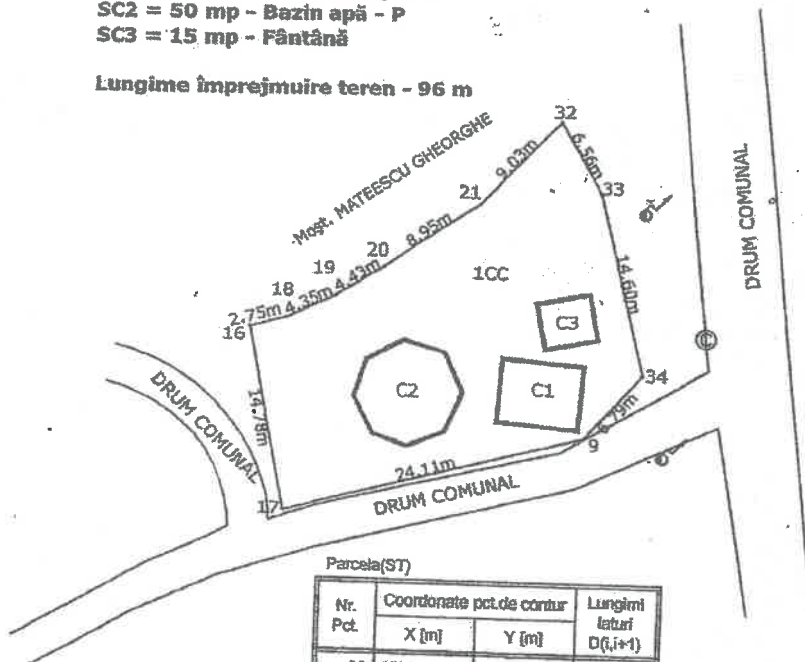 SC2 = 50 mp - Bazin apă - P
SC3 = 15 mp - Fântână
Lungime împrejmuire teren - 96 m
Moşt. MATEESCU GHEORGHE
32
9.03m
6.56m
33
21
8.95m
20
19
4.43m
18
4.35m
2.75m
16
1CC
14.60m
DRUM COMUNAL
C3
C
34
C2
C1
14.78m
DRUM COMUNAL
6.79m
9
24.11m
17
DRUM COMUNAL
Parcela(ST)
Nr. Pct.
Coordonate pct.de contur
X [m]
Y [m]
Lungimi laturi D(i,i+1)